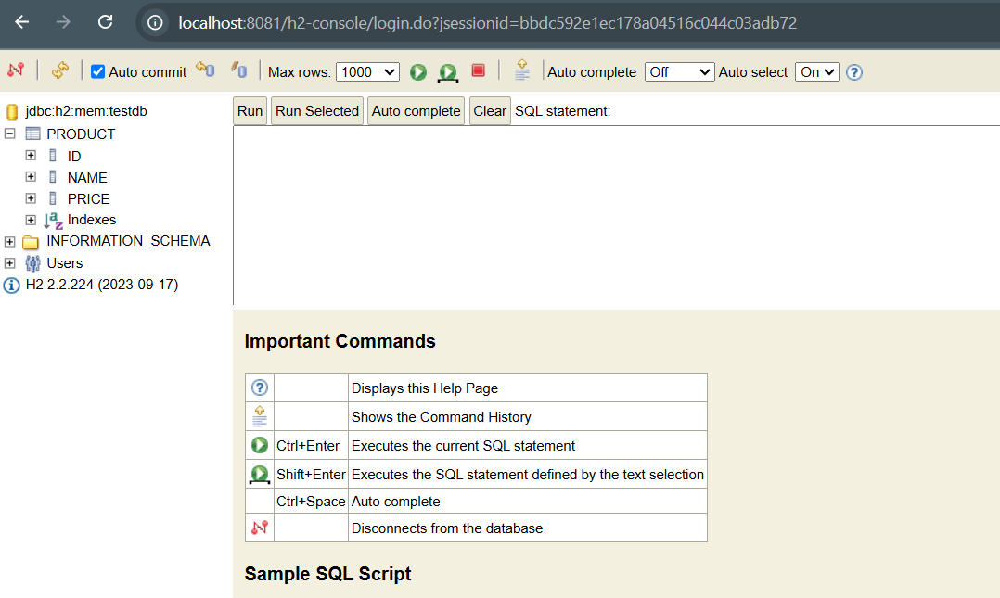 localhost:8081/h2-console/login.do?jsessionid=bbdc592e1ec178a04516c044c03adb72
Auto commit Max rows: 1000 Auto complete Off Auto select On
jdbc:h2:mem:testdb
PRODUCT
ID
NAME
PRICE
Indexes
INFORMATION_SCHEMA
Users
H2 2.2.224 (2023-09-17)
Run Run Selected Auto complete Clear SQL statement:
Important Commands
Displays this Help Page
Shows the Command History
Ctrl+Enter Executes the current SQL statement
Shift+Enter Executes the SQL statement defined by the text selection
Ctrl+Space Auto complete
Disconnects from the database
Sample SQL Script